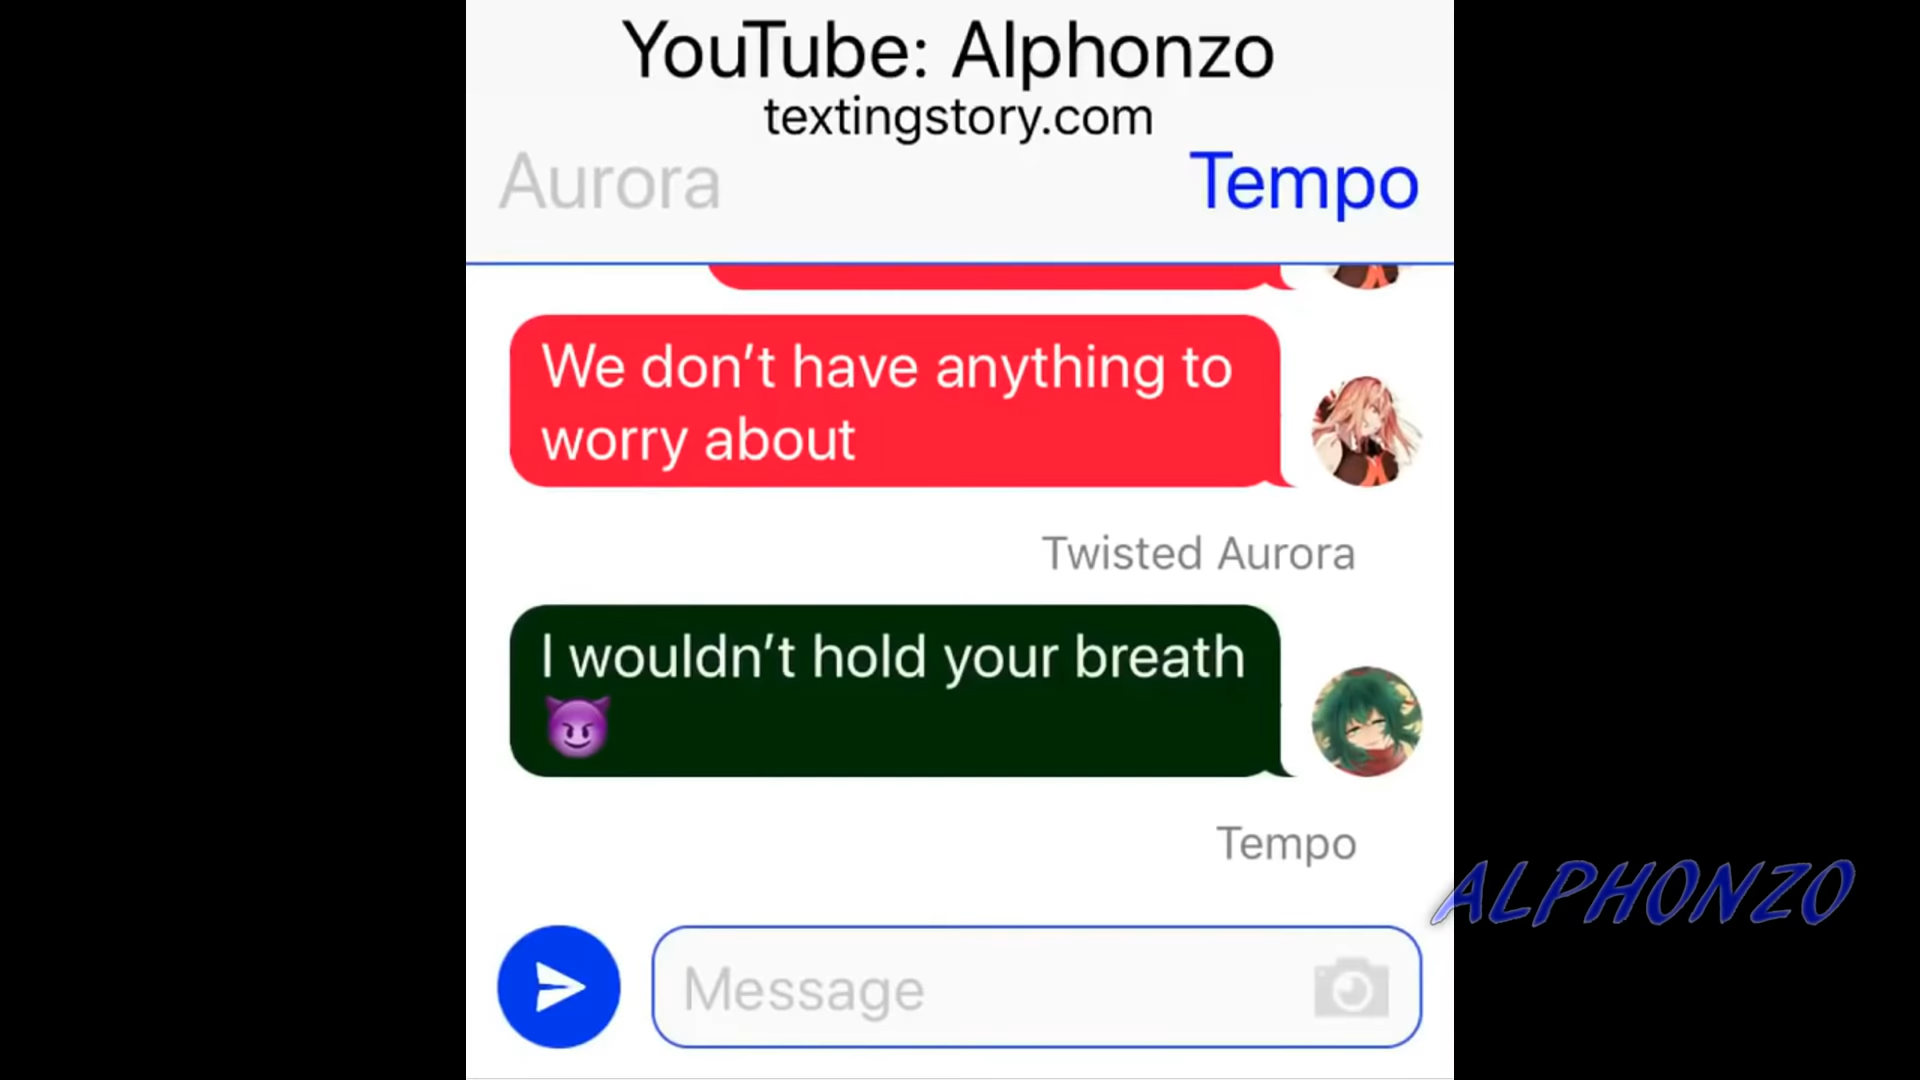 YouTube: Alphonzo
textingstory.com
Aurora
Tempo
We don’t have anything to
worry about
Twisted Aurora
I wouldn’t hold your breath
😈
Tempo
ALPHONZO
Message